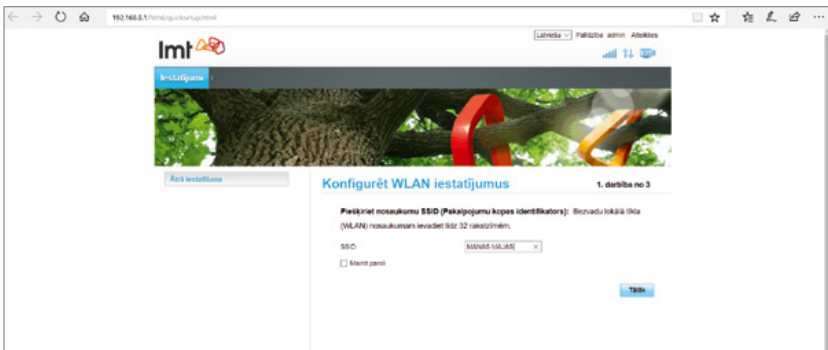 192.168.8.1/html/quicksetup.html
lmt
Latviešu Palīdzība admin Atteikties
Iestatījumi
Ātrā iestatīšana
Konfigurēt WLAN iestatījumus
1. darbība no 3
Piešķiriet nosaukumu SSID (Pakalpojumu kopas identifikators): Bezvadu lokālā tīkla
(WLAN) nosaukumam ievadiet līdz 32 rakstzīmēm.
SSID:
MANAS MAJAS
Mainīt paroli
Tālāk